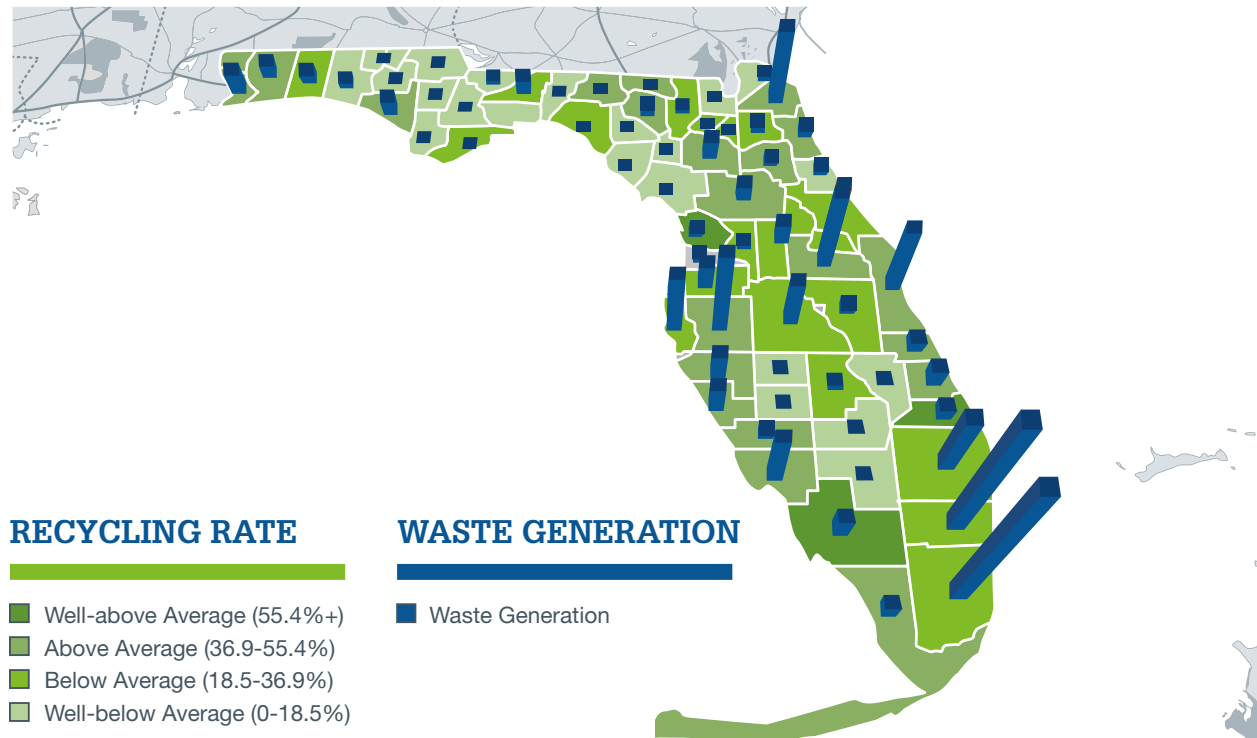 RECYCLING RATE
Well-above Average (55.4%+)
Above Average (36.9-55.4%)
Below Average (18.5-36.9%)
Well-below Average (0-18.5%)
WASTE GENERATION
Waste Generation